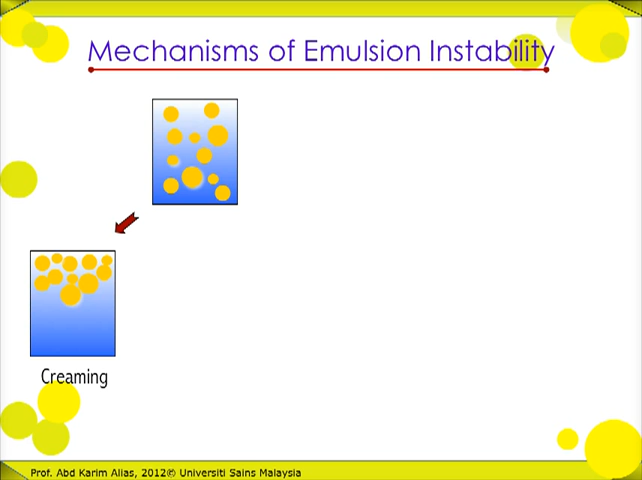 Mechanisms of Emulsion Instability
Creaming
Prof. Abd Karim Alias, 2012© Universiti Sains Malaysia